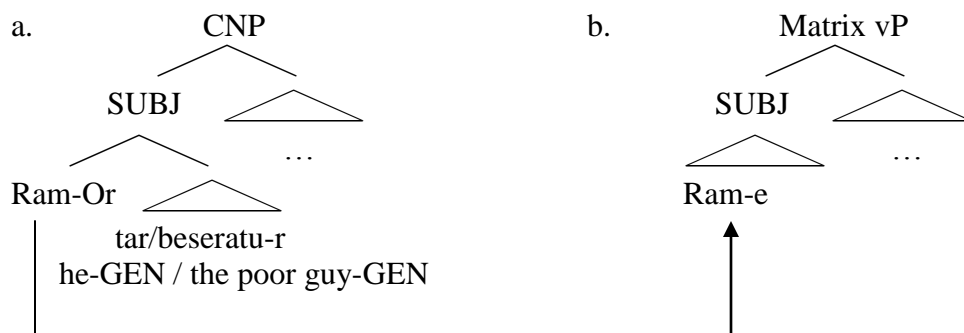 a. CNP b. Matrix vP
SUBJ SUBJ
… …
Ram-Or Ram-e
tar/beseratu-r
he-GEN / the poor guy-GEN